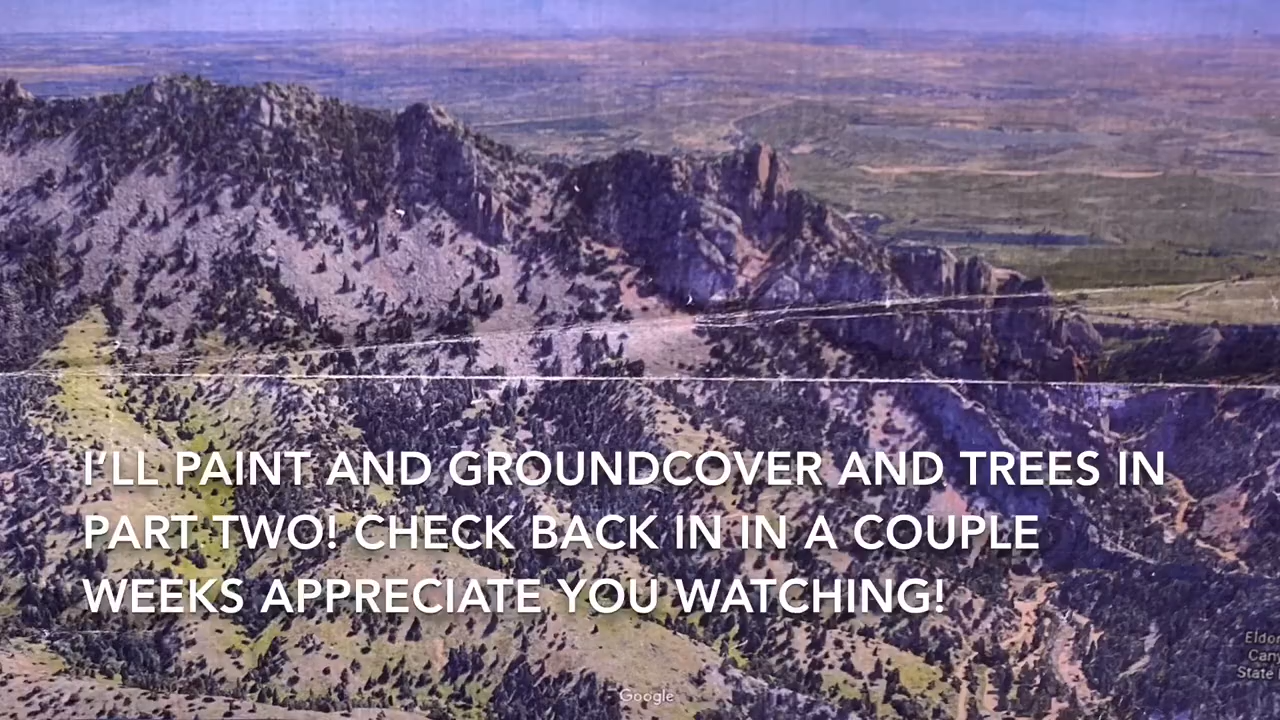 I'LL PAINT AND GROUNDCOVER AND TREES IN
PART TWO! CHECK BACK IN IN A COUPLE
WEEKS APPRECIATE YOU WATCHING!
Google
State